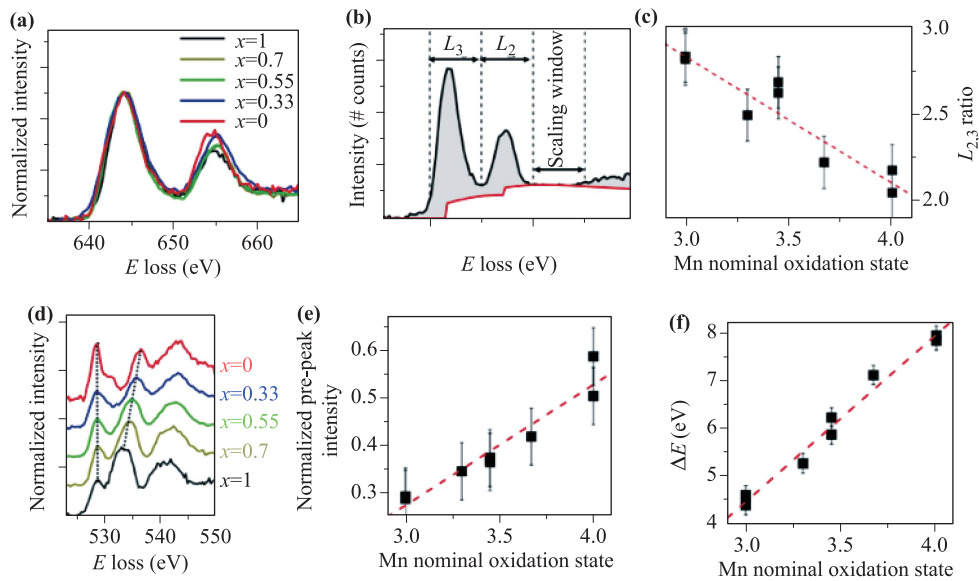 (a)
Normalized intensity
x=1
x=0.7
x=0.55
x=0.33
x=0
640 650 660
E loss (eV)
(b)
Intensity (# counts)
L3
L2
Scaling window
E loss (eV)
(c)
3.0
2.5
2.0
L2,3 ratio
3.0 3.5 4.0
Mn nominal oxidation state
(d)
Normalized intensity
x=0
x=0.33
x=0.55
x=0.7
x=1
530 540 550
E loss (eV)
(e)
Normalized pre-peak
intensity
0.6
0.5
0.4
0.3
3.0 3.5 4.0
Mn nominal oxidation state
(f)
ΔE (eV)
8
7
6
5
4
3.0 3.5 4.0
Mn nominal oxidation state